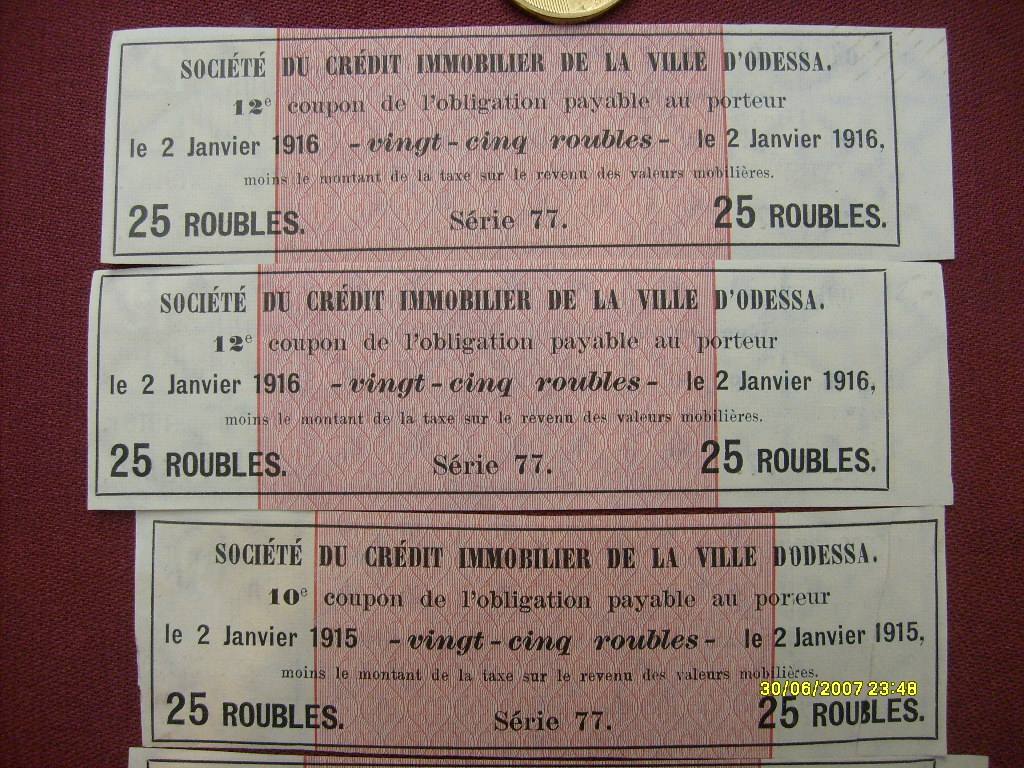 SOCIÉTÉ DU CRÉDIT IMMOBILIER DE LA VILLE D'ODESSA.
12e coupon de l'obligation payable au porteur
le 2 Janvier 1916 - vingt-cinq roubles - le 2 Janvier 1916,
moins le montant de la taxe sur le revenu des valeurs mobilières.
25 ROUBLES. Série 77. 25 ROUBLES.
SOCIÉTÉ DU CRÉDIT IMMOBILIER DE LA VILLE D'ODESSA.
12e coupon de l'obligation payable au porteur
le 2 Janvier 1916 - vingt-cinq roubles - le 2 Janvier 1916,
moins le montant de la taxe sur le revenu des valeurs mobilières.
25 ROUBLES. Série 77. 25 ROUBLES.
SOCIÉTÉ DU CRÉDIT IMMOBILIER DE LA VILLE D'ODESSA.
10e coupon de l'obligation payable au porteur
le 2 Janvier 1915 - vingt-cinq roubles - le 2 Janvier 1915,
moins le montant de la taxe sur le revenu des valeurs mobilières.
30/06/2007 23:48
25 ROUBLES. Série 77. 25 ROUBLES.